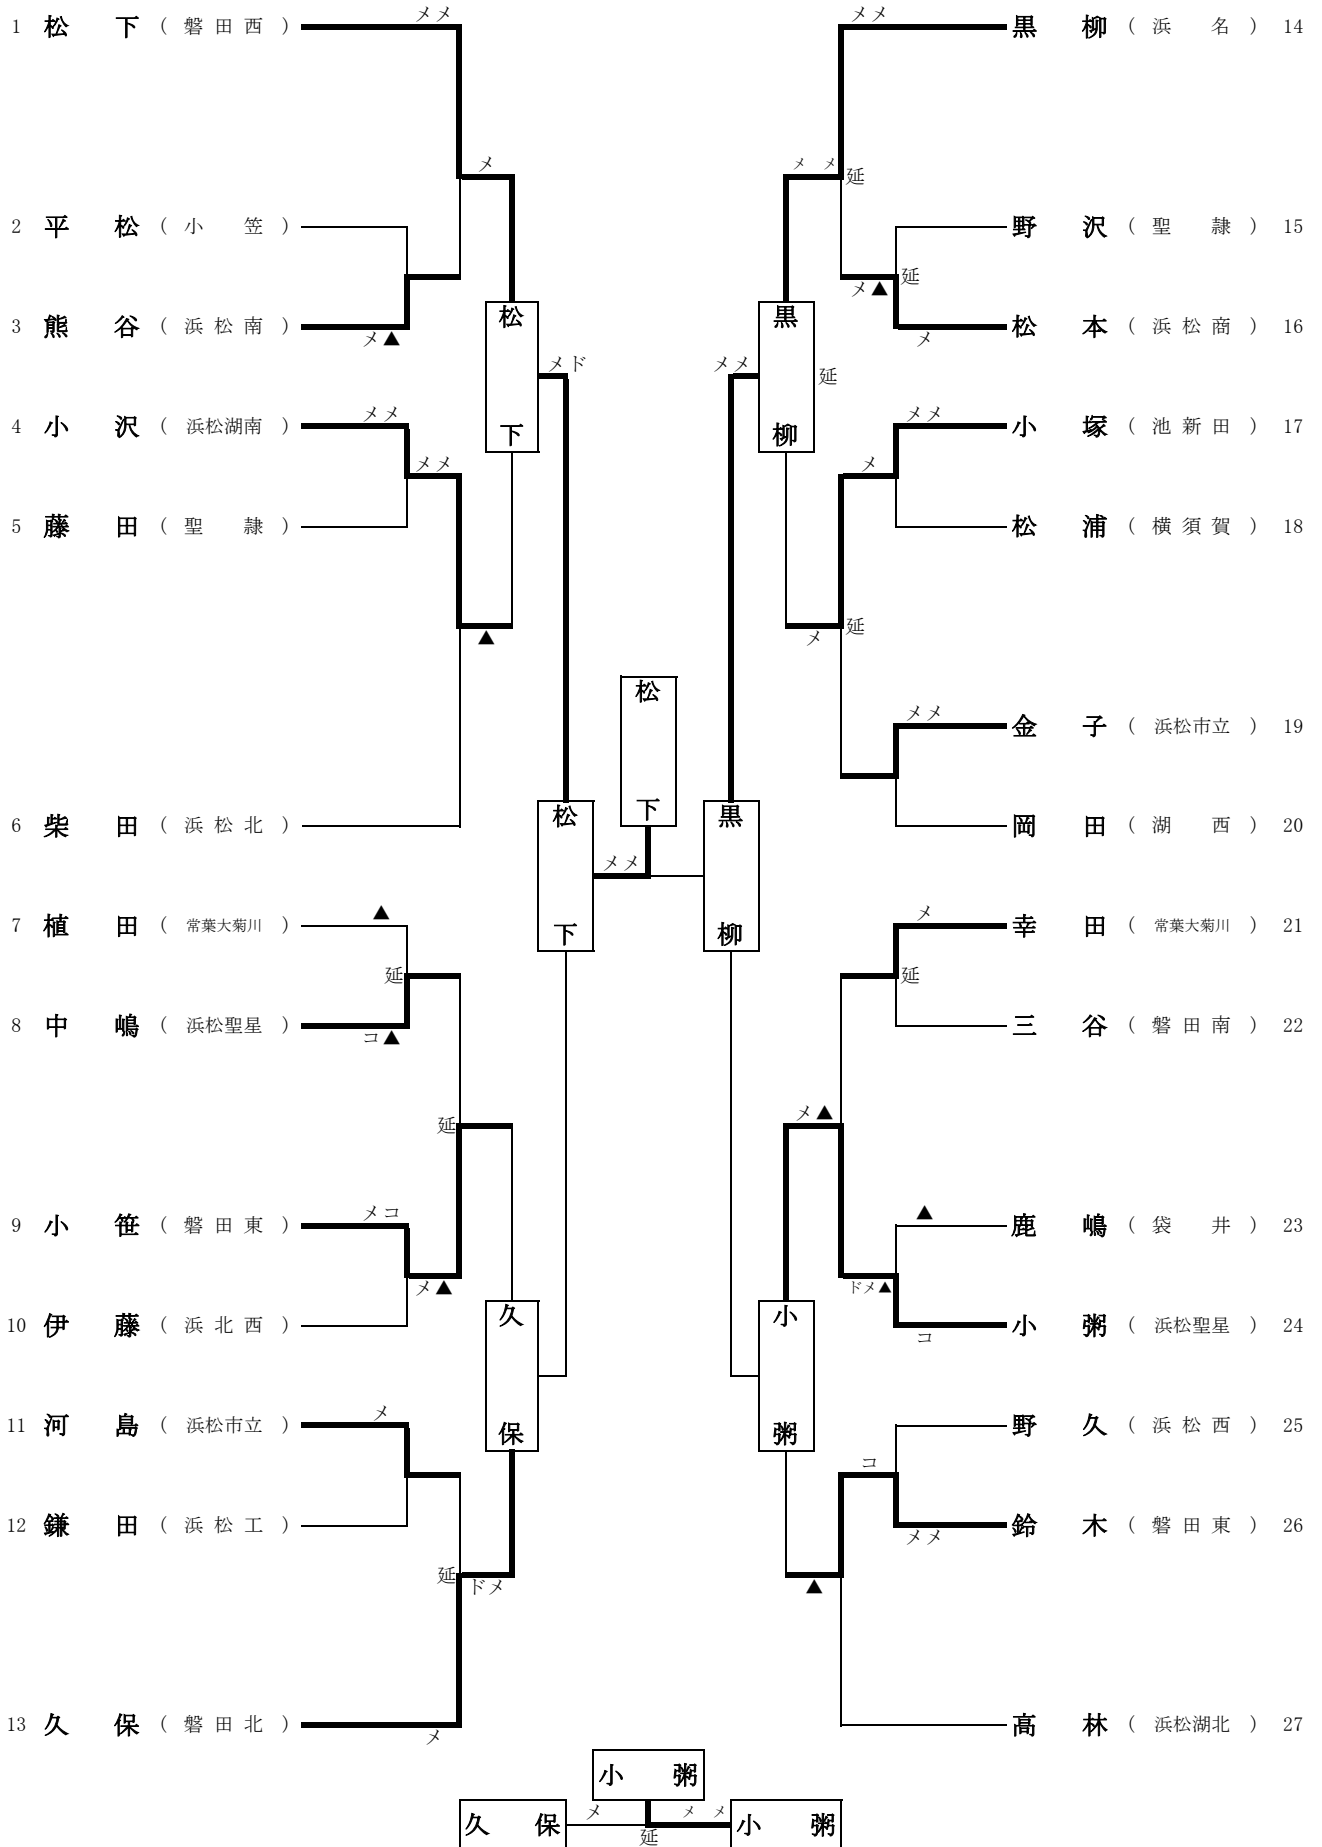 メメ メメ
1 松 下 ( 磐 田 西 ) 黒 柳 ( 浜 名 ) 14
メ メ メ 延
2 平 松 ( 小 笠 ) 野 沢 ( 聖 隷 ) 15
延
メ▲
松 黒
3 熊 谷 ( 浜 松 南 ) 松 本 ( 浜 松 商 ) 16
メ▲ メ
メド メメ 延
メメ メメ
4 小 沢 ( 浜松湖南 ) 小 塚 ( 池 新 田 ) 17
下 柳
メメ メ
5 藤 田 ( 聖 隷 ) 松 浦 ( 横 須 賀 ) 18
▲ メ 延
松
メメ
金 子 ( 浜松市立 ) 19
下
松 黒
6 柴 田 ( 浜 松 北 ) 岡 田 ( 湖 西 ) 20
メメ
▲ メ
7 植 田 ( 常葉大菊川 ) 幸 田 ( 常葉大菊川 ) 21
下 柳
延 延
8 中 嶋 ( 浜松聖星 ) 三 谷 ( 磐 田 南 ) 22
コ▲
延 メ▲
メコ ▲
9 小 笹 ( 磐 田 東 ) 鹿 嶋 ( 袋 井 ) 23
メ▲ ドメ▲
久 小
10 伊 藤 ( 浜 北 西 ) 小 粥 ( 浜松聖星 ) 24
コ
メ
11 河 島 ( 浜松市立 ) 野 久 ( 浜 松 西 ) 25
保 粥
コ
12 鎌 田 ( 浜 松 工 ) 鈴 木 ( 磐 田 東 ) 26
メメ
延 ドメ ▲
13 久 保 ( 磐 田 北 ) 高 林 ( 浜松湖北 ) 27
メ
小 粥
久 保 メ 延 メ メ 小 粥